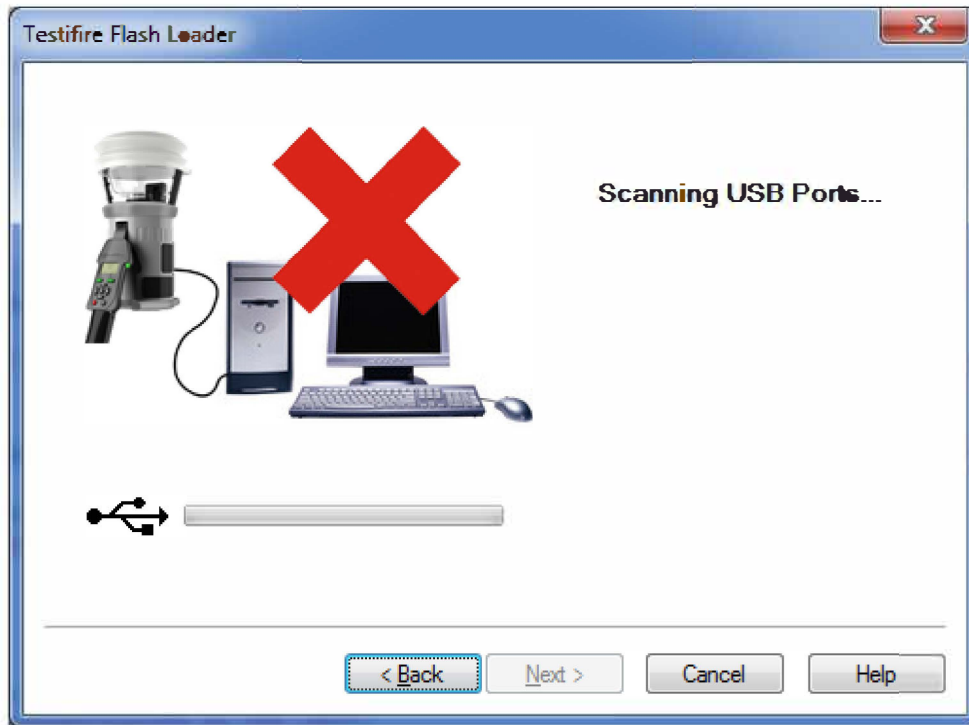 Testifire Flash Loader
Scanning USB Ports...
< Back
Next >
Cancel
Help